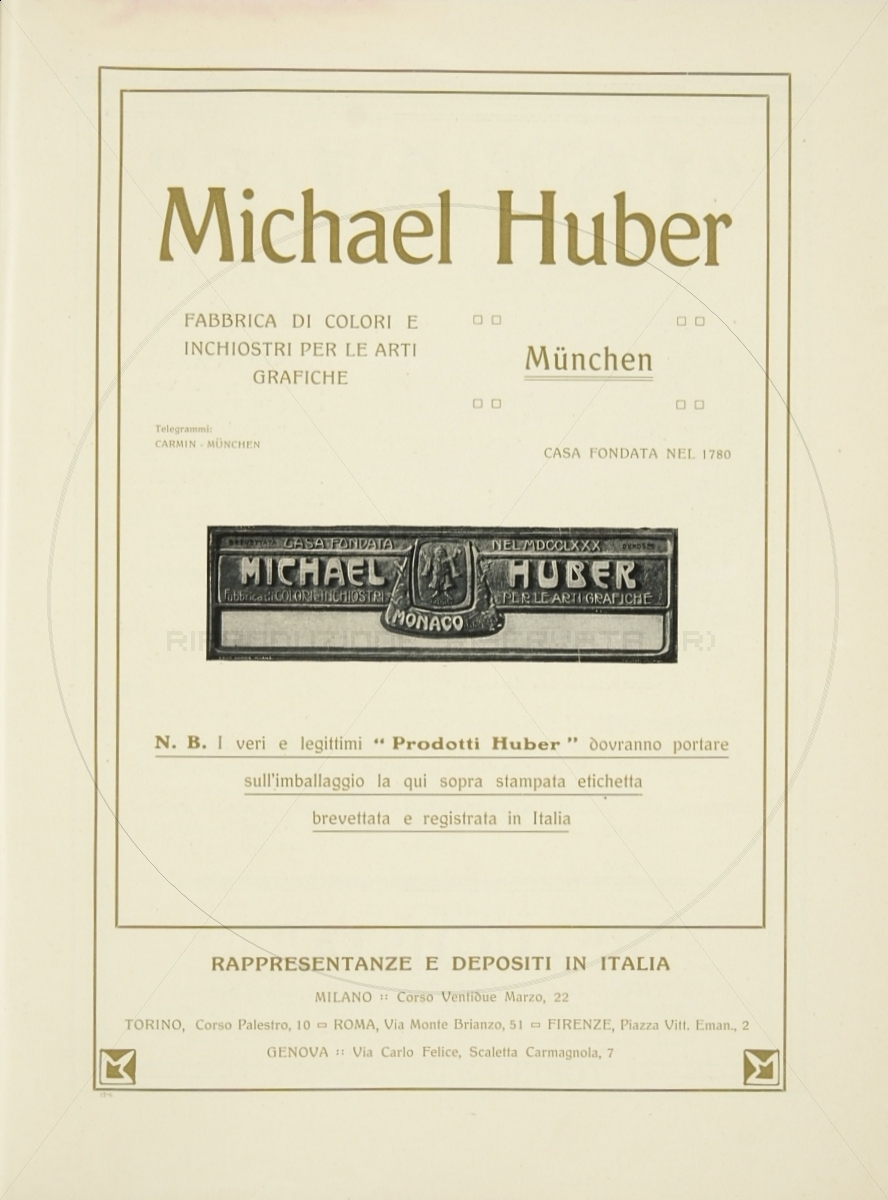 Michael Huber
FABBRICA DI COLORI E
INCHIOSTRI PER LE ARTI
GRAFICHE
München
Telegrammi:
CARMIN - MÜNCHEN
CASA FONDATA NEL 1780
BREVETTATA CASA FONDATA NEL MDCCLXXX
MICHAEL HUBER
Fabbrica di COLORI e INCHIOSTRI PER LE ARTI GRAFICHE
MONACO
RIPRODUZIONE RISERVATA (R)
N. B. I veri e legittimi “ Prodotti Huber ” dovranno portare
sull'imballaggio la qui sopra stampata etichetta
brevettata e registrata in Italia
RAPPRESENTANZE E DEPOSITI IN ITALIA
MILANO :: Corso Ventidue Marzo, 22
TORINO, Corso Palestro, 10 ▭ ROMA, Via Monte Brianzo, 51 ▭ FIRENZE, Piazza Vitt. Eman., 2
GENOVA :: Via Carlo Felice, Scaletta Carmagnola, 7